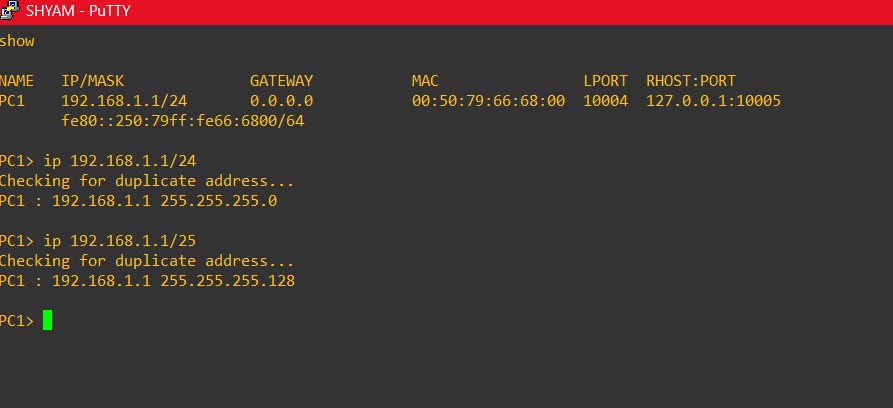 SHYAM - PuTTY
show
NAME   IP/MASK              GATEWAY           MAC                LPORT  RHOST:PORT
PC1    192.168.1.1/24       0.0.0.0           00:50:79:66:68:00  10004  127.0.0.1:10005
       fe80::250:79ff:fe66:6800/64
PC1> ip 192.168.1.1/24
Checking for duplicate address...
PC1 : 192.168.1.1 255.255.255.0
PC1> ip 192.168.1.1/25
Checking for duplicate address...
PC1 : 192.168.1.1 255.255.255.128
PC1>